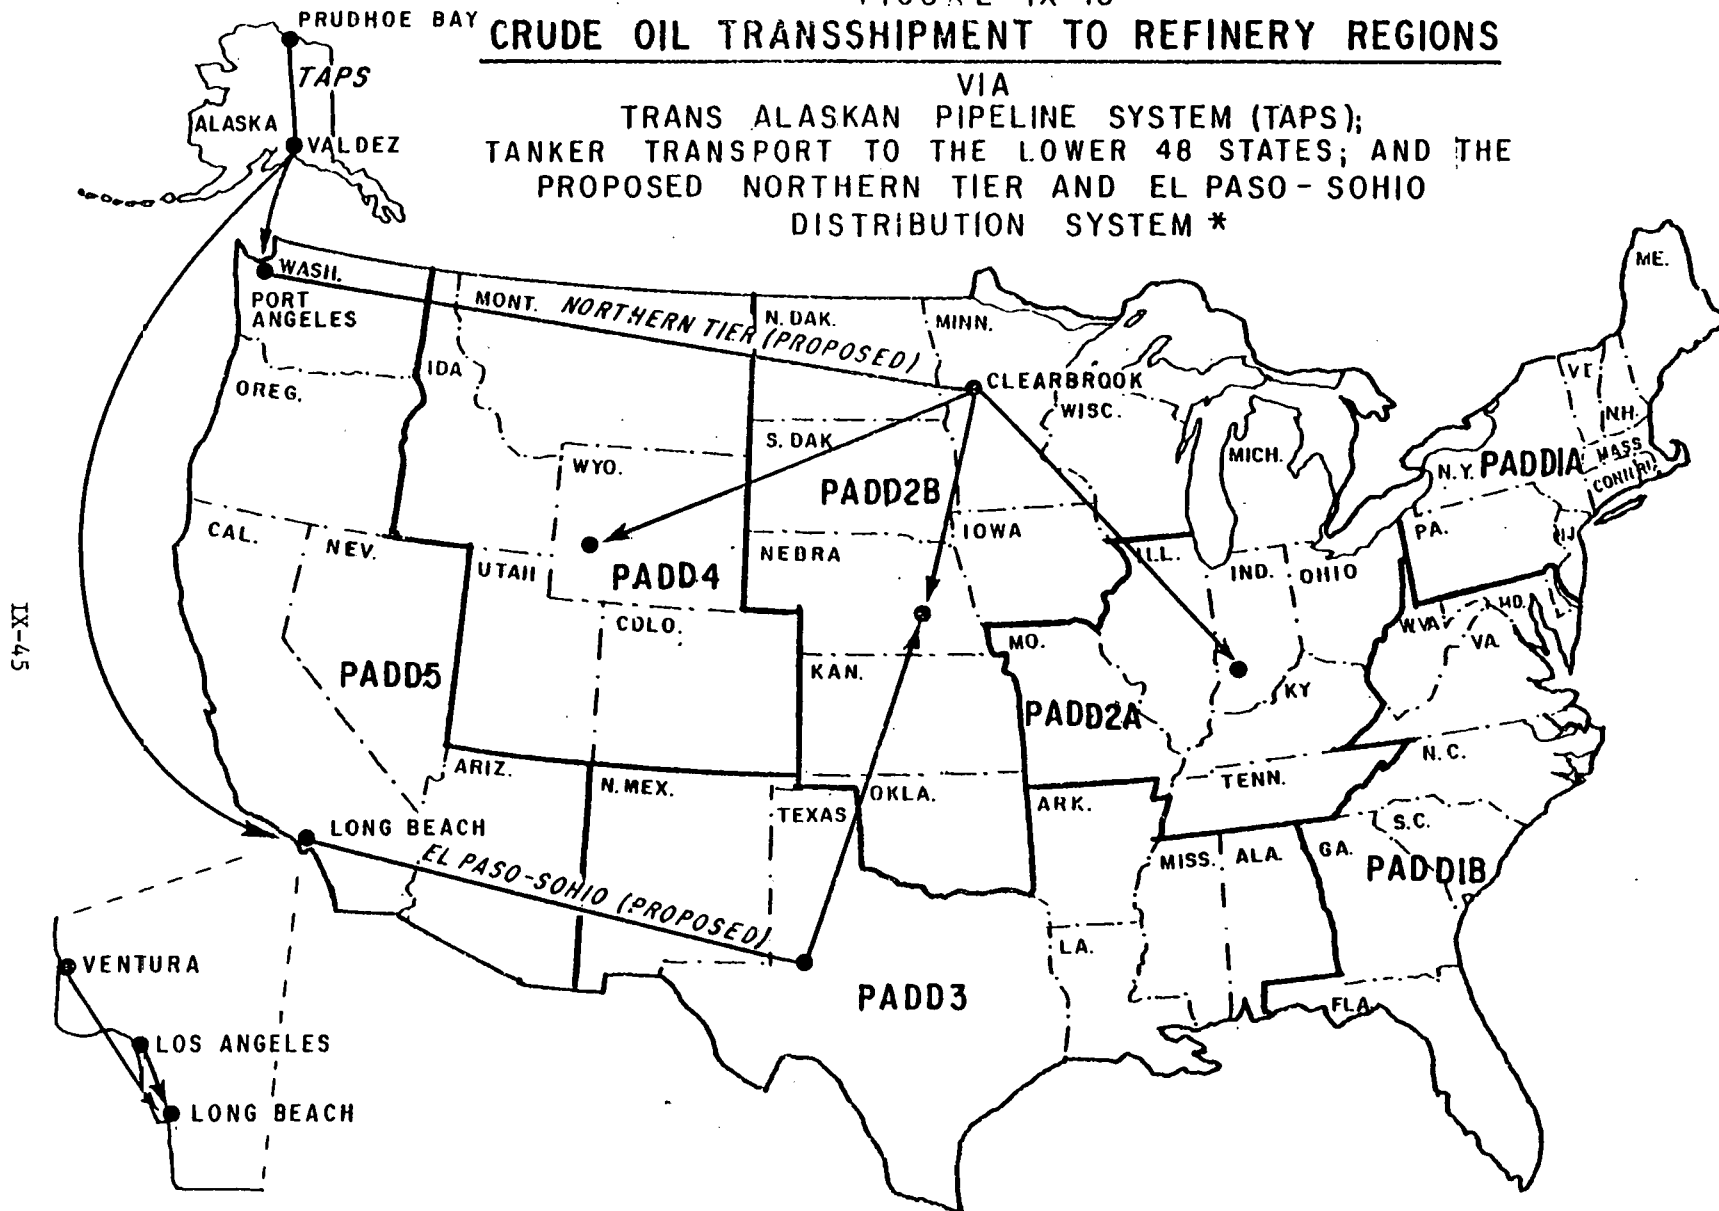 CRUDE OIL TRANSSHIPMENT TO REFINERY REGIONS
VIA
TRANS ALASKAN PIPELINE SYSTEM (TAPS);
TANKER TRANSPORT TO THE LOWER 48 STATES; AND THE
PROPOSED NORTHERN TIER AND EL PASO-SOHIO
DISTRIBUTION SYSTEM *
PRUDHOE BAY
TAPS
ALASKA
VALDEZ
WASH.
PORT
ANGELES
MONT.
NORTHERN TIER (PROPOSED)
N. DAK.
MINN.
ME.
IDA
OREG.
CLEARBROOK
WISC.
VT.
N.H.
S. DAK
WYO.
MICH.
N.Y.
PADD1A
MASS
CONN
R.I.
PADD2B
CAL.
NEV.
UTAH
PADD4
NEBRA
IOWA
ILL.
IND.
OHIO
PA.
NJ
COLO.
MO.
W.VA
MD.
VA.
PADD5
KAN.
PADD2A
KY
ARIZ.
N. MEX.
TEXAS
OKLA.
ARK.
TENN.
N.C.
LONG BEACH
EL PASO-SOHIO (PROPOSED)
MISS.
ALA.
GA.
S.C.
PADD1B
LA.
PADD3
FLA
VENTURA
LOS ANGELES
LONG BEACH
IX-45